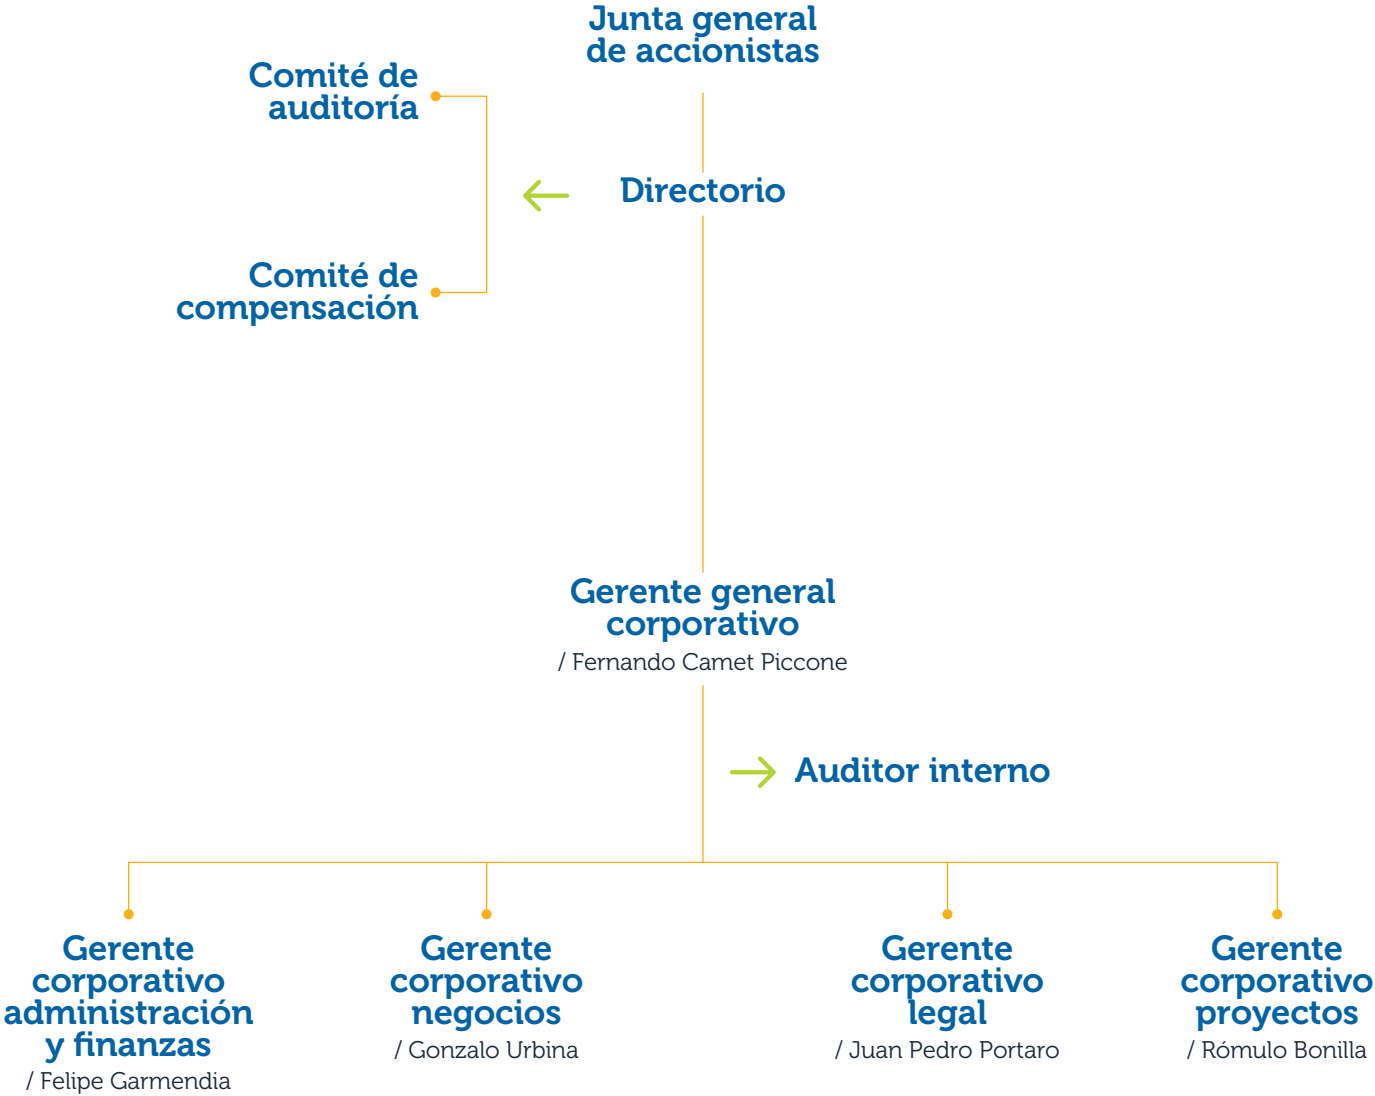 Junta general
de accionistas
Comité de
auditoría
Directorio
Comité de
compensación
Gerente general
corporativo
/ Fernando Camet Piccone
Auditor interno
Gerente
corporativo
administración
y finanzas
/ Felipe Garmendia
Gerente
corporativo
negocios
/ Gonzalo Urbina
Gerente
corporativo
legal
/ Juan Pedro Portaro
Gerente
corporativo
proyectos
/ Rómulo Bonilla